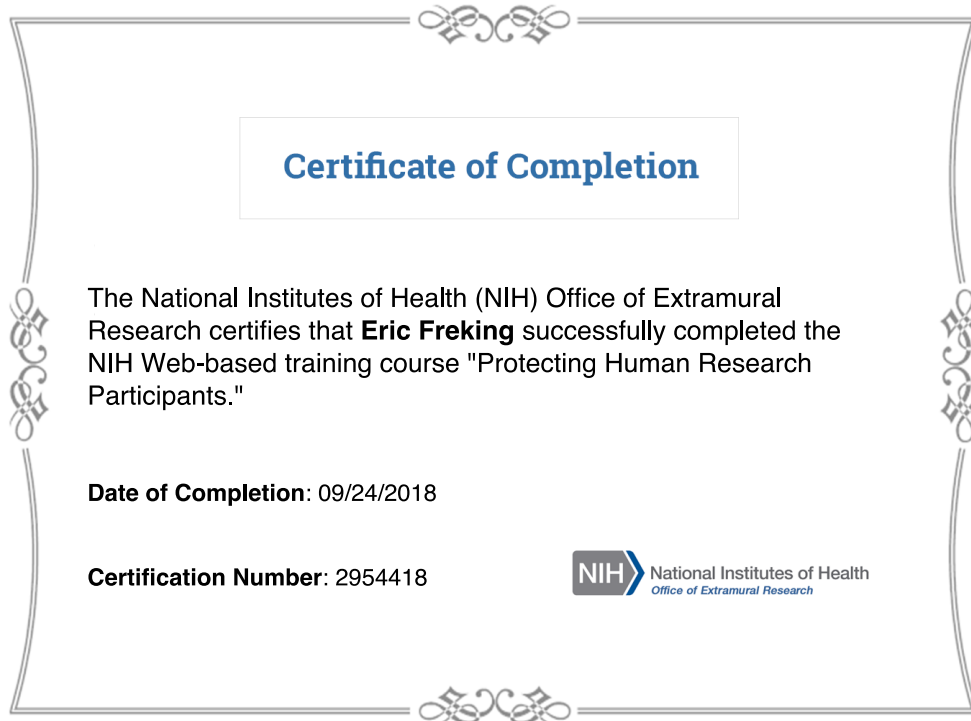 Certificate of Completion
The National Institutes of Health (NIH) Office of Extramural
Research certifies that Eric Freking successfully completed the
NIH Web-based training course "Protecting Human Research
Participants."
Date of Completion: 09/24/2018
Certification Number: 2954418
NIH National Institutes of Health
Office of Extramural Research